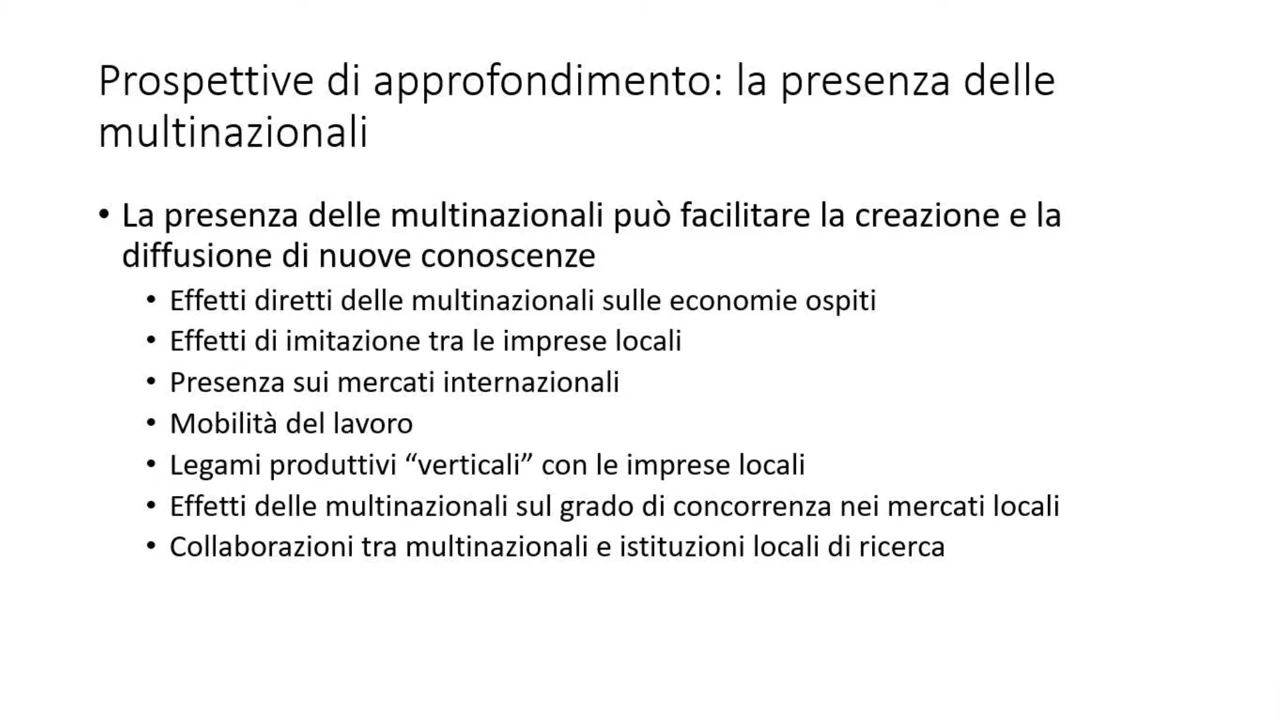 Prospettive di approfondimento: la presenza delle
multinazionali
• La presenza delle multinazionali può facilitare la creazione e la
diffusione di nuove conoscenze
• Effetti diretti delle multinazionali sulle economie ospiti
• Effetti di imitazione tra le imprese locali
• Presenza sui mercati internazionali
• Mobilità del lavoro
• Legami produttivi “verticali” con le imprese locali
• Effetti delle multinazionali sul grado di concorrenza nei mercati locali
• Collaborazioni tra multinazionali e istituzioni locali di ricerca